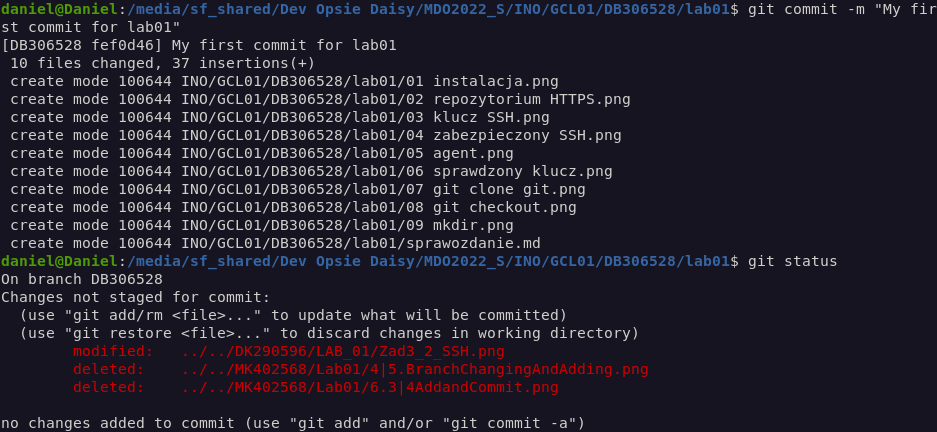 daniel@Daniel:/media/sf_shared/Dev Opsie Daisy/MDO2022_S/INO/GCL01/DB306528/lab01$ git commit -m "My fir
st commit for lab01"
[DB306528 fef0d46] My first commit for lab01
 10 files changed, 37 insertions(+)
 create mode 100644 INO/GCL01/DB306528/lab01/01 instalacja.png
 create mode 100644 INO/GCL01/DB306528/lab01/02 repozytorium HTTPS.png
 create mode 100644 INO/GCL01/DB306528/lab01/03 klucz SSH.png
 create mode 100644 INO/GCL01/DB306528/lab01/04 zabezpieczony SSH.png
 create mode 100644 INO/GCL01/DB306528/lab01/05 agent.png
 create mode 100644 INO/GCL01/DB306528/lab01/06 sprawdzony klucz.png
 create mode 100644 INO/GCL01/DB306528/lab01/07 git clone git.png
 create mode 100644 INO/GCL01/DB306528/lab01/08 git checkout.png
 create mode 100644 INO/GCL01/DB306528/lab01/09 mkdir.png
 create mode 100644 INO/GCL01/DB306528/lab01/sprawozdanie.md
daniel@Daniel:/media/sf_shared/Dev Opsie Daisy/MDO2022_S/INO/GCL01/DB306528/lab01$ git status
On branch DB306528
Changes not staged for commit:
  (use "git add/rm <file>..." to update what will be committed)
  (use "git restore <file>..." to discard changes in working directory)
        modified:   ../../DK290596/LAB_01/Zad3_2_SSH.png
        deleted:    ../../MK402568/Lab01/4|5.BranchChangingAndAdding.png
        deleted:    ../../MK402568/Lab01/6.3|4AddandCommit.png

no changes added to commit (use "git add" and/or "git commit -a")